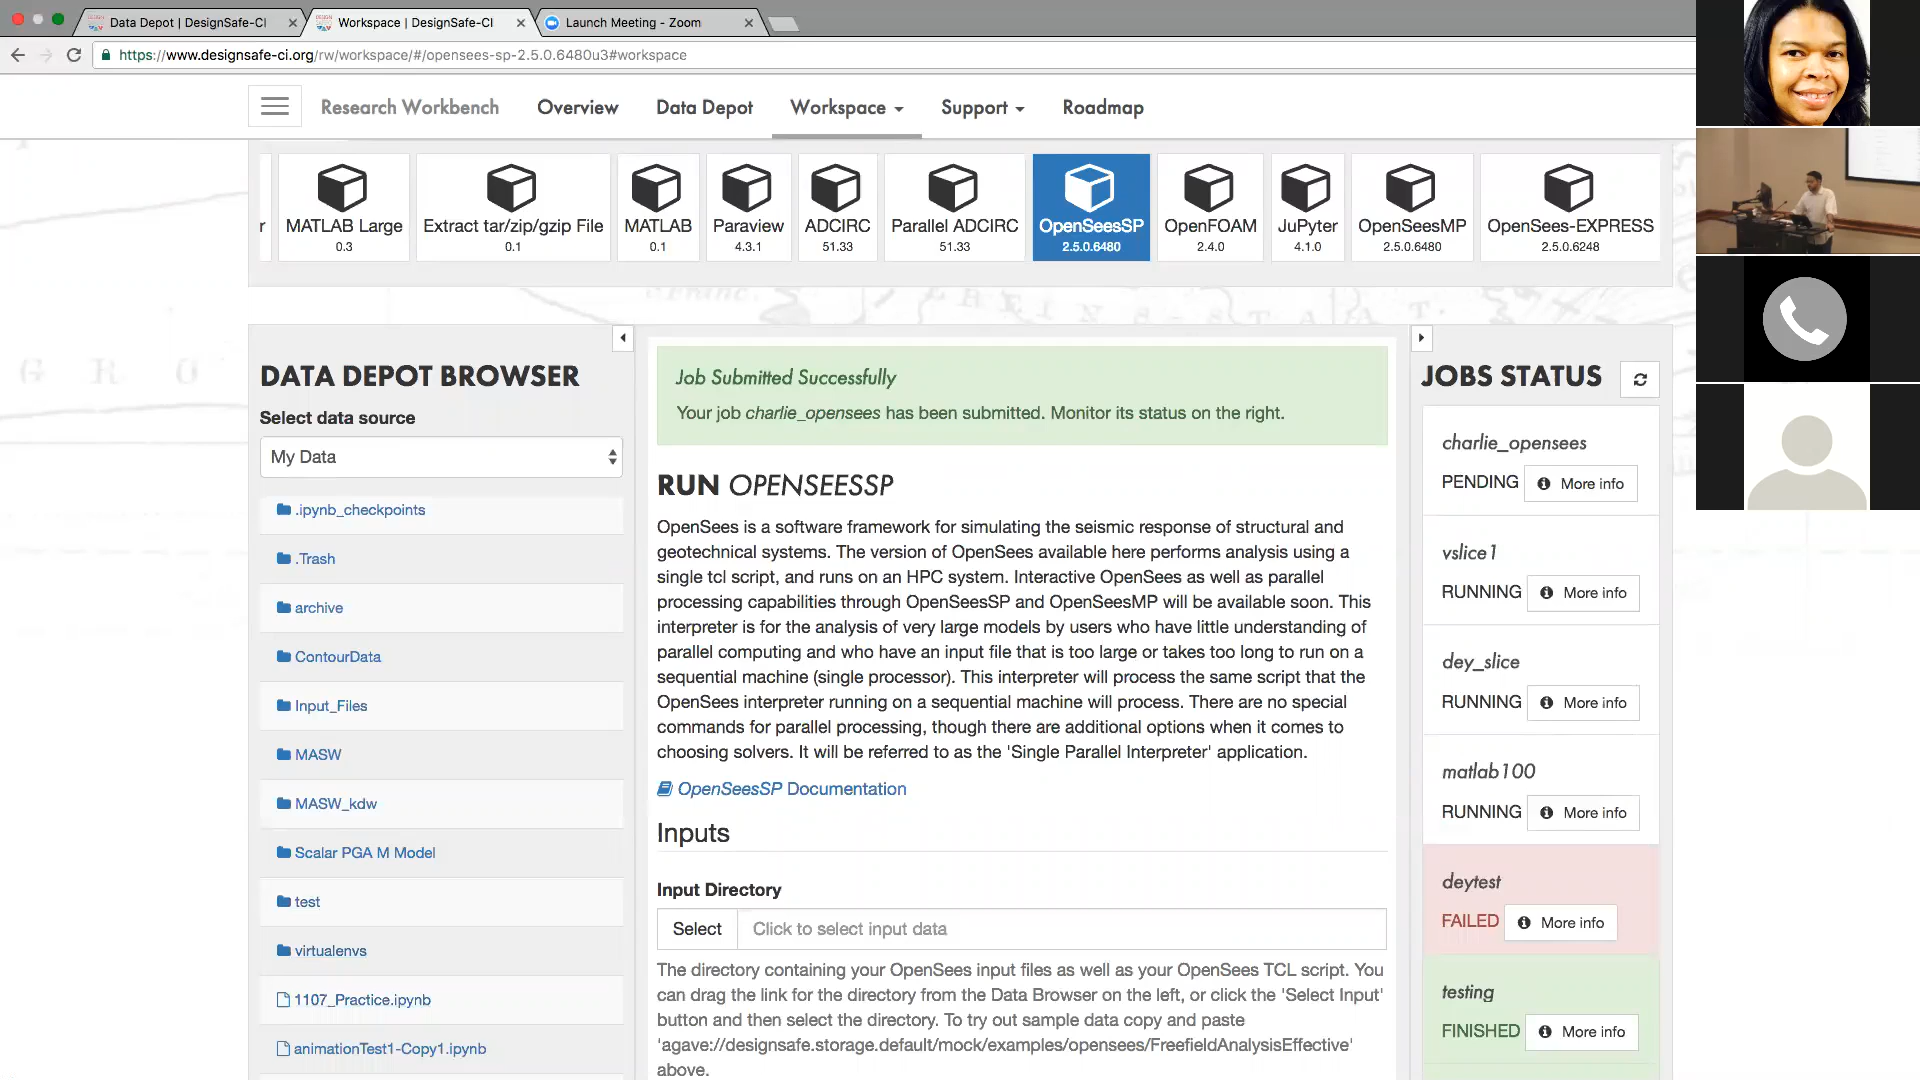 Data Depot | DesignSafe-CI
Workspace | DesignSafe-CI
Launch Meeting - Zoom
https://www.designsafe-ci.org/rw/workspace/#/opensees-sp-2.5.0.6480u3#workspace
Research Workbench
Overview
Data Depot
Workspace
Support
Roadmap
r
MATLAB Large
0.3
Extract tar/zip/gzip File
0.1
MATLAB
0.1
Paraview
4.3.1
ADCIRC
51.33
Parallel ADCIRC
51.33
OpenSeesSP
2.5.0.6480
OpenFOAM
2.4.0
JuPyter
4.1.0
OpenSeesMP
2.5.0.6480
OpenSees-EXPRESS
2.5.0.6248
DATA DEPOT BROWSER
Select data source
My Data
.ipynb_checkpoints
.Trash
archive
ContourData
Input_Files
MASW
MASW_kdw
Scalar PGA M Model
test
virtualenvs
1107_Practice.ipynb
animationTest1-Copy1.ipynb
Job Submitted Successfully
Your job charlie_opensees has been submitted. Monitor its status on the right.
RUN OPENSEESSP
OpenSees is a software framework for simulating the seismic response of structural and
geotechnical systems. The version of OpenSees available here performs analysis using a
single tcl script, and runs on an HPC system. Interactive OpenSees as well as parallel
processing capabilities through OpenSeesSP and OpenSeesMP will be available soon. This
interpreter is for the analysis of very large models by users who have little understanding of
parallel computing and who have an input file that is too large or takes too long to run on a
sequential machine (single processor). This interpreter will process the same script that the
OpenSees interpreter running on a sequential machine will process. There are no special
commands for parallel processing, though there are additional options when it comes to
choosing solvers. It will be referred to as the 'Single Parallel Interpreter' application.
OpenSeesSP Documentation
Inputs
Input Directory
Select
Click to select input data
The directory containing your OpenSees input files as well as your OpenSees TCL script. You
can drag the link for the directory from the Data Browser on the left, or click the 'Select Input'
button and then select the directory. To try out sample data copy and paste
'agave://designsafe.storage.default/mock/examples/opensees/FreefieldAnalysisEffective'
above.
JOBS STATUS
charlie_opensees
PENDING More info
vslice1
RUNNING More info
dey_slice
RUNNING More info
matlab100
RUNNING More info
deytest
FAILED More info
testing
FINISHED More info